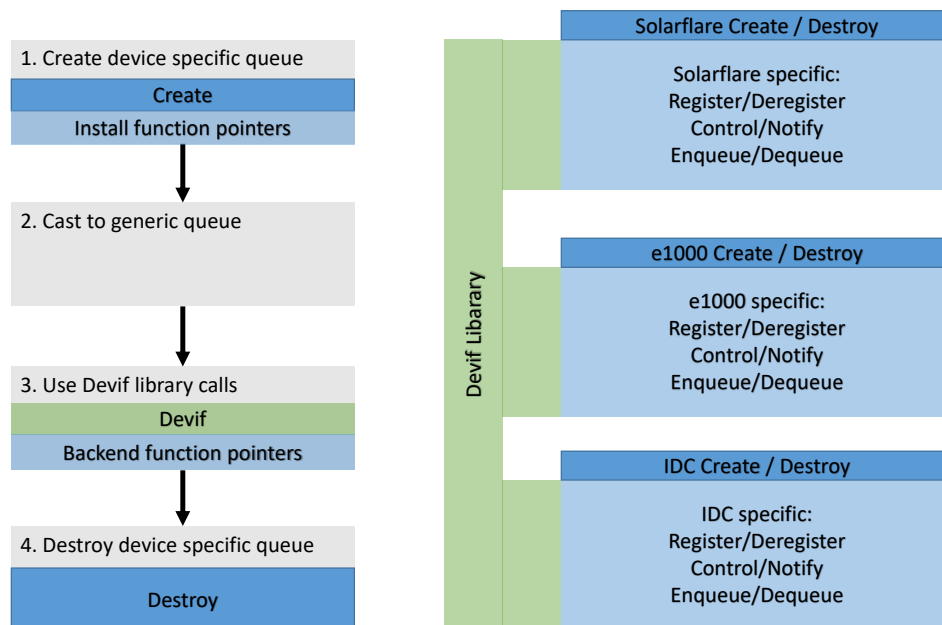 1. Create device specific queue
Create
Install function pointers
2. Cast to generic queue
3. Use Devif library calls
Devif
Backend function pointers
4. Destroy device specific queue
Destroy
Devif Libarary
Solarflare Create / Destroy
Solarflare specific:
Register/Deregister
Control/Notify
Enqueue/Dequeue
e1000 Create / Destroy
e1000 specific:
Register/Deregister
Control/Notify
Enqueue/Dequeue
IDC Create / Destroy
IDC specific:
Register/Deregister
Control/Notify
Enqueue/Dequeue